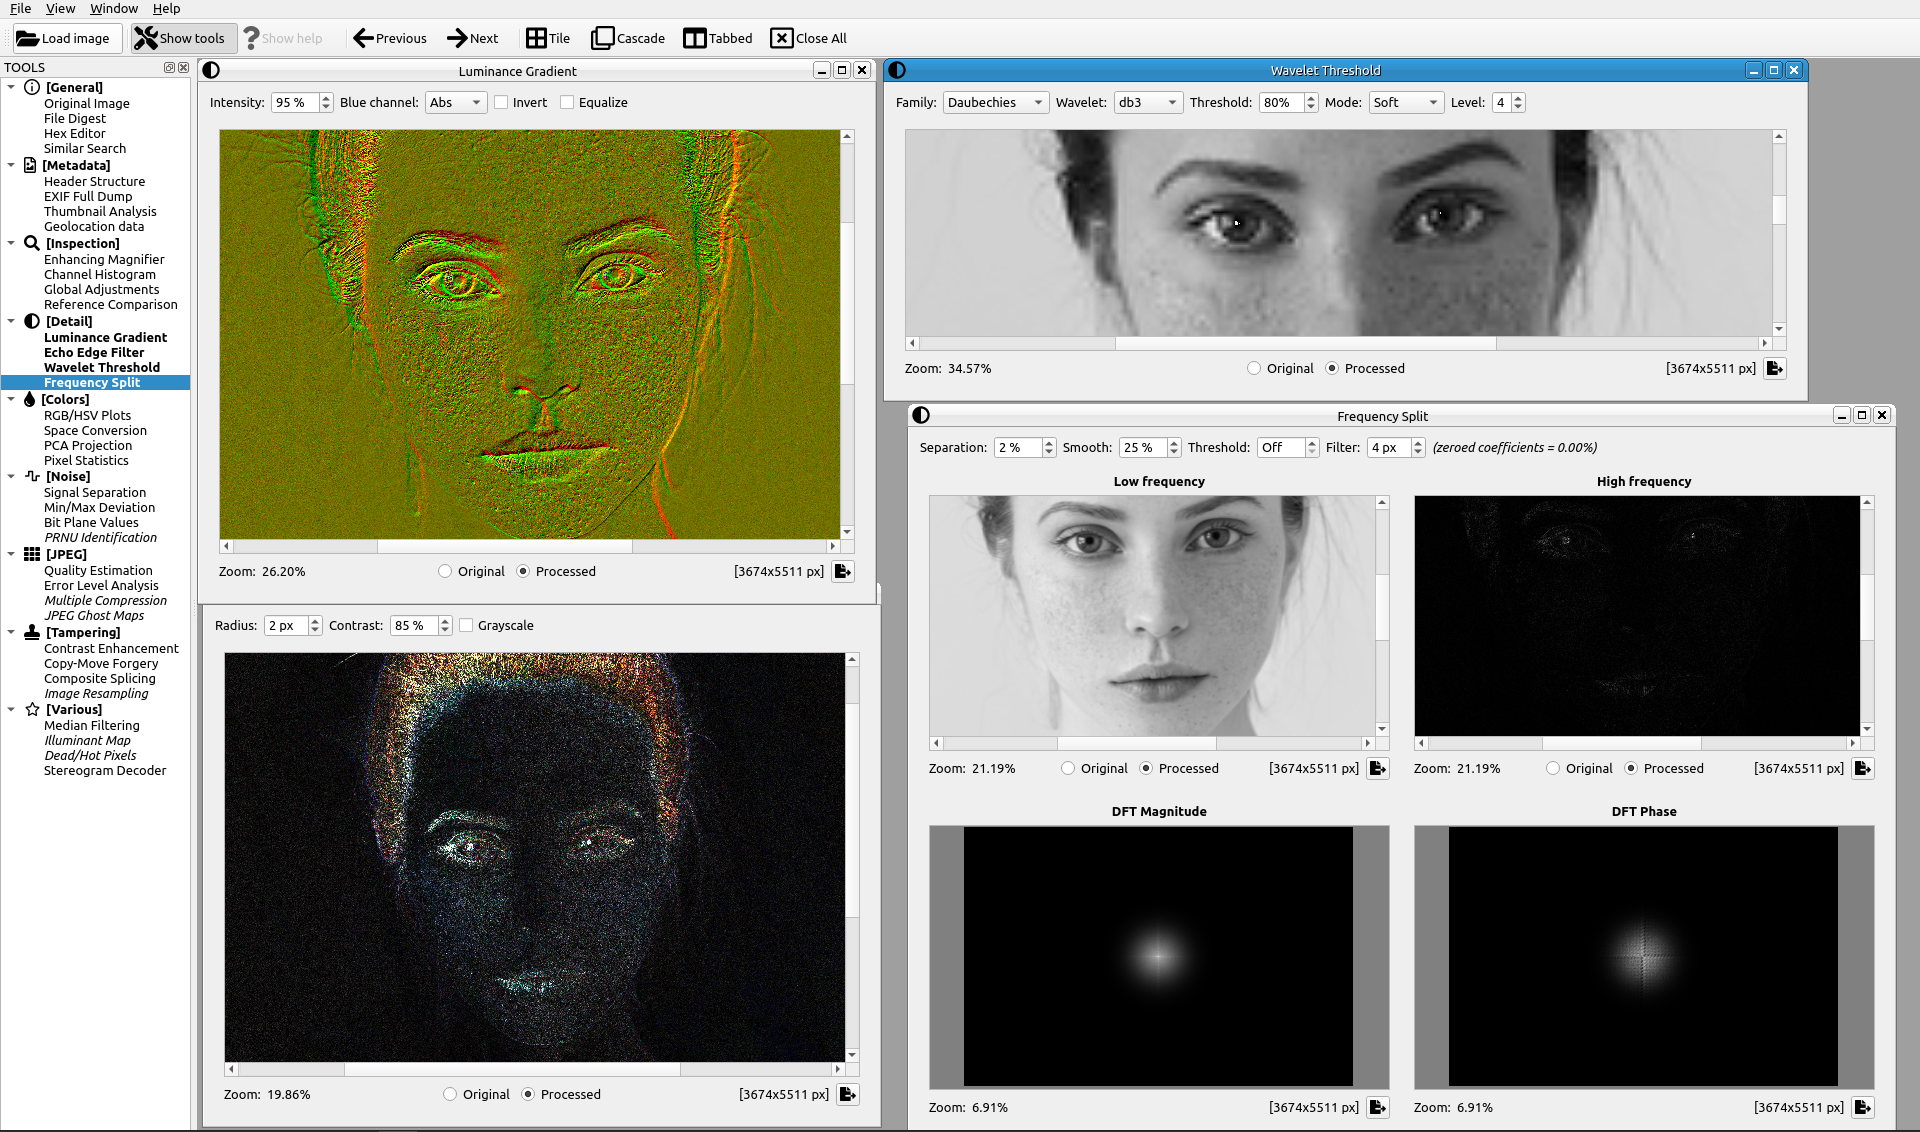 File View Window Help
Load image Show tools Show help Previous Next Tile Cascade Tabbed Close All
TOOLS
[General]
Original Image
File Digest
Hex Editor
Similar Search
[Metadata]
Header Structure
EXIF Full Dump
Thumbnail Analysis
Geolocation data
[Inspection]
Enhancing Magnifier
Channel Histogram
Global Adjustments
Reference Comparison
[Detail]
Luminance Gradient
Echo Edge Filter
Wavelet Threshold
Frequency Split
[Colors]
RGB/HSV Plots
Space Conversion
PCA Projection
Pixel Statistics
[Noise]
Signal Separation
Min/Max Deviation
Bit Plane Values
PRNU Identification
[JPEG]
Quality Estimation
Error Level Analysis
Multiple Compression
JPEG Ghost Maps
[Tampering]
Contrast Enhancement
Copy-Move Forgery
Composite Splicing
Image Resampling
[Various]
Median Filtering
Illuminant Map
Dead/Hot Pixels
Stereogram Decoder
Luminance Gradient
Intensity: 95 % Blue channel: Abs Invert Equalize
Zoom: 26.20% Original Processed [3674x5511 px]
Radius: 2 px Contrast: 85 % Grayscale
Zoom: 19.86% Original Processed [3674x5511 px]
Wavelet Threshold
Family: Daubechies Wavelet: db3 Threshold: 80% Mode: Soft Level: 4
Zoom: 34.57% Original Processed [3674x5511 px]
Frequency Split
Separation: 2 % Smooth: 25 % Threshold: Off Filter: 4 px (zeroed coefficients = 0.00%)
Low frequency High frequency
Zoom: 21.19% Original Processed [3674x5511 px] Zoom: 21.19% Original Processed [3674x5511 px]
DFT Magnitude DFT Phase
Zoom: 6.91% [3674x5511 px] Zoom: 6.91% [3674x5511 px]